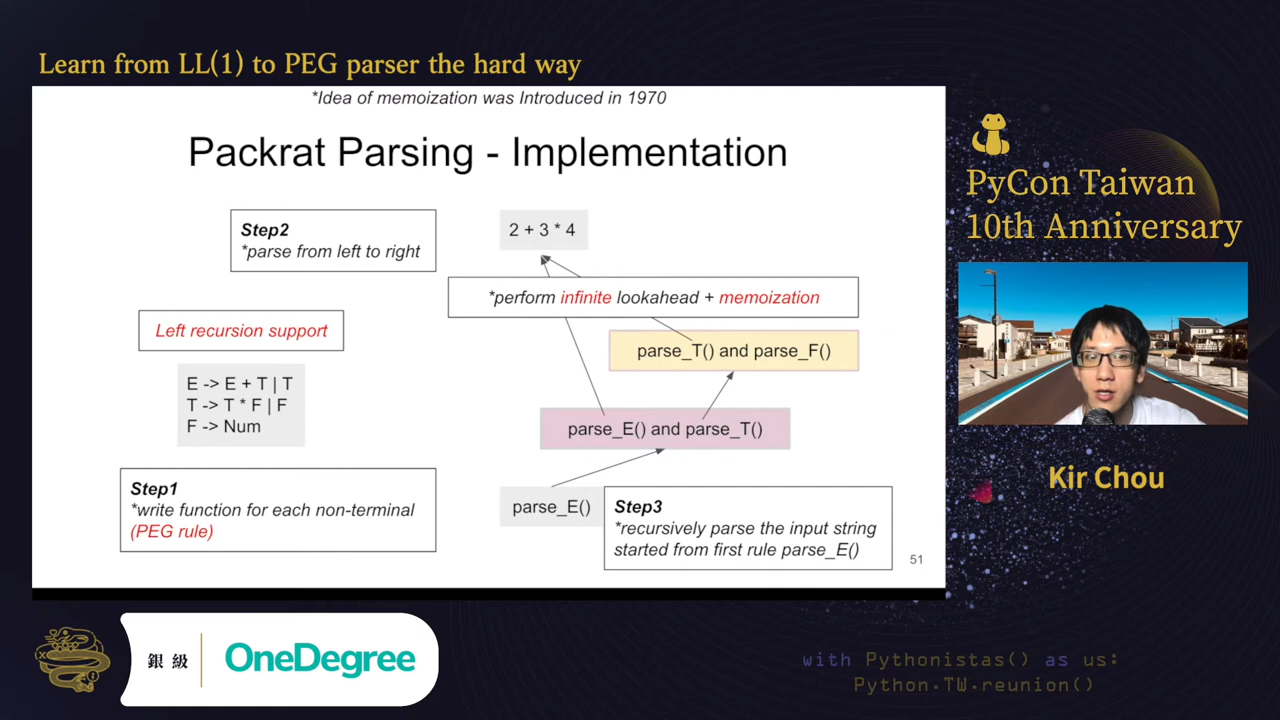 Learn from LL(1) to PEG parser the hard way
*Idea of memoization was Introduced in 1970
Packrat Parsing - Implementation
Step2
*parse from left to right
2 + 3 * 4
*perform infinite lookahead + memoization
Left recursion support
parse_T() and parse_F()
E -> E + T | T
T -> T * F | F
F -> Num
parse_E() and parse_T()
Step1
*write function for each non-terminal
(PEG rule)
parse_E()
Step3
*recursively parse the input string
started from first rule parse_E()
51
PyCon Taiwan
10th Anniversary
Kir Chou
銀級
OneDegree
with Pythonistas() as us:
Python.TW.reunion()